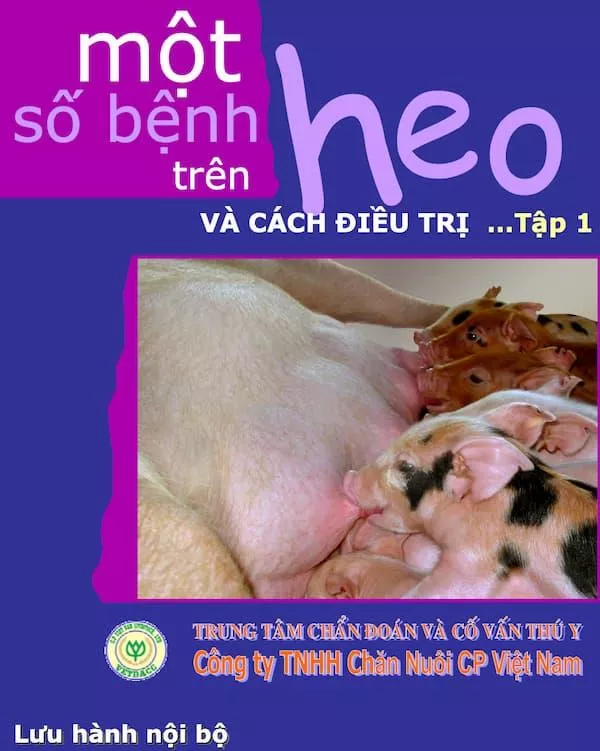 một
số bệnh
trên
heo
VÀ CÁCH ĐIỀU TRỊ ...Tập 1
TRUNG TÂM CHẨN ĐOÁN VÀ CỐ VẤN THÚ Y
Công ty TNHH Chăn Nuôi CP Việt Nam
VETDACO
Lưu hành nội bộ